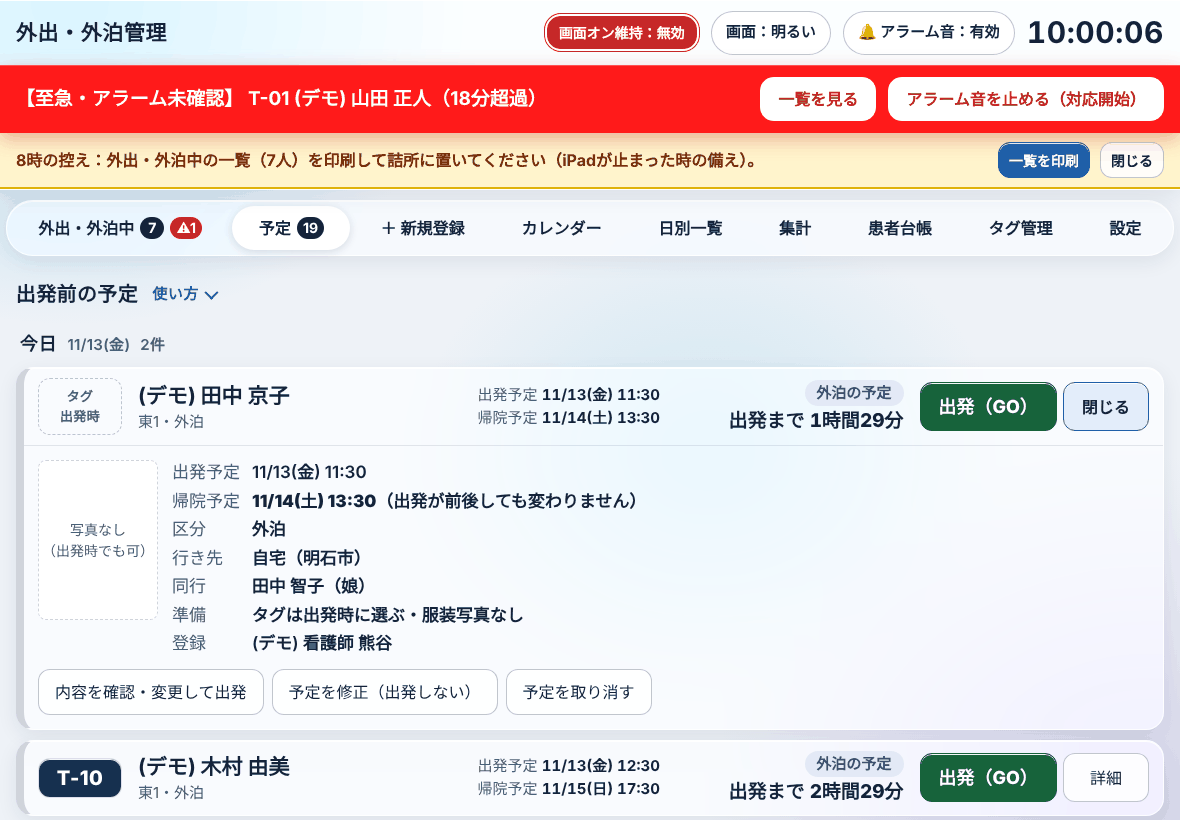 外出・外泊管理
画面オン維持：無効
画面：明るい
🔔 アラーム音：有効
10:00:06
【至急・アラーム未確認】 T-01 (デモ) 山田 正人（18分超過）
一覧を見る
アラーム音を止める（対応開始）
8時の控え：外出・外泊中の一覧（7人）を印刷して詰所に置いてください（iPadが止まった時の備え）。
一覧を印刷
閉じる
外出・外泊中 7 ⚠1
予定 19
＋ 新規登録
カレンダー
日別一覧
集計
患者台帳
タグ管理
設定
出発前の予定 使い方
今日 11/13(金) 2件
タグ
出発時
(デモ) 田中 京子
東1・外泊
出発予定 11/13(金) 11:30
帰院予定 11/14(土) 13:30
外泊の予定
出発まで 1時間29分
出発（GO）
閉じる
写真なし
（出発時でも可）
出発予定 11/13(金) 11:30
帰院予定 11/14(土) 13:30（出発が前後しても変わりません）
区分 外泊
行き先 自宅（明石市）
同行 田中 智子（娘）
準備 タグは出発時に選ぶ・服装写真なし
登録 (デモ) 看護師 熊谷
内容を確認・変更して出発
予定を修正（出発しない）
予定を取り消す
T-10
(デモ) 木村 由美
東1・外泊
出発予定 11/13(金) 12:30
帰院予定 11/15(日) 17:30
外泊の予定
出発まで 2時間29分
出発（GO）
詳細